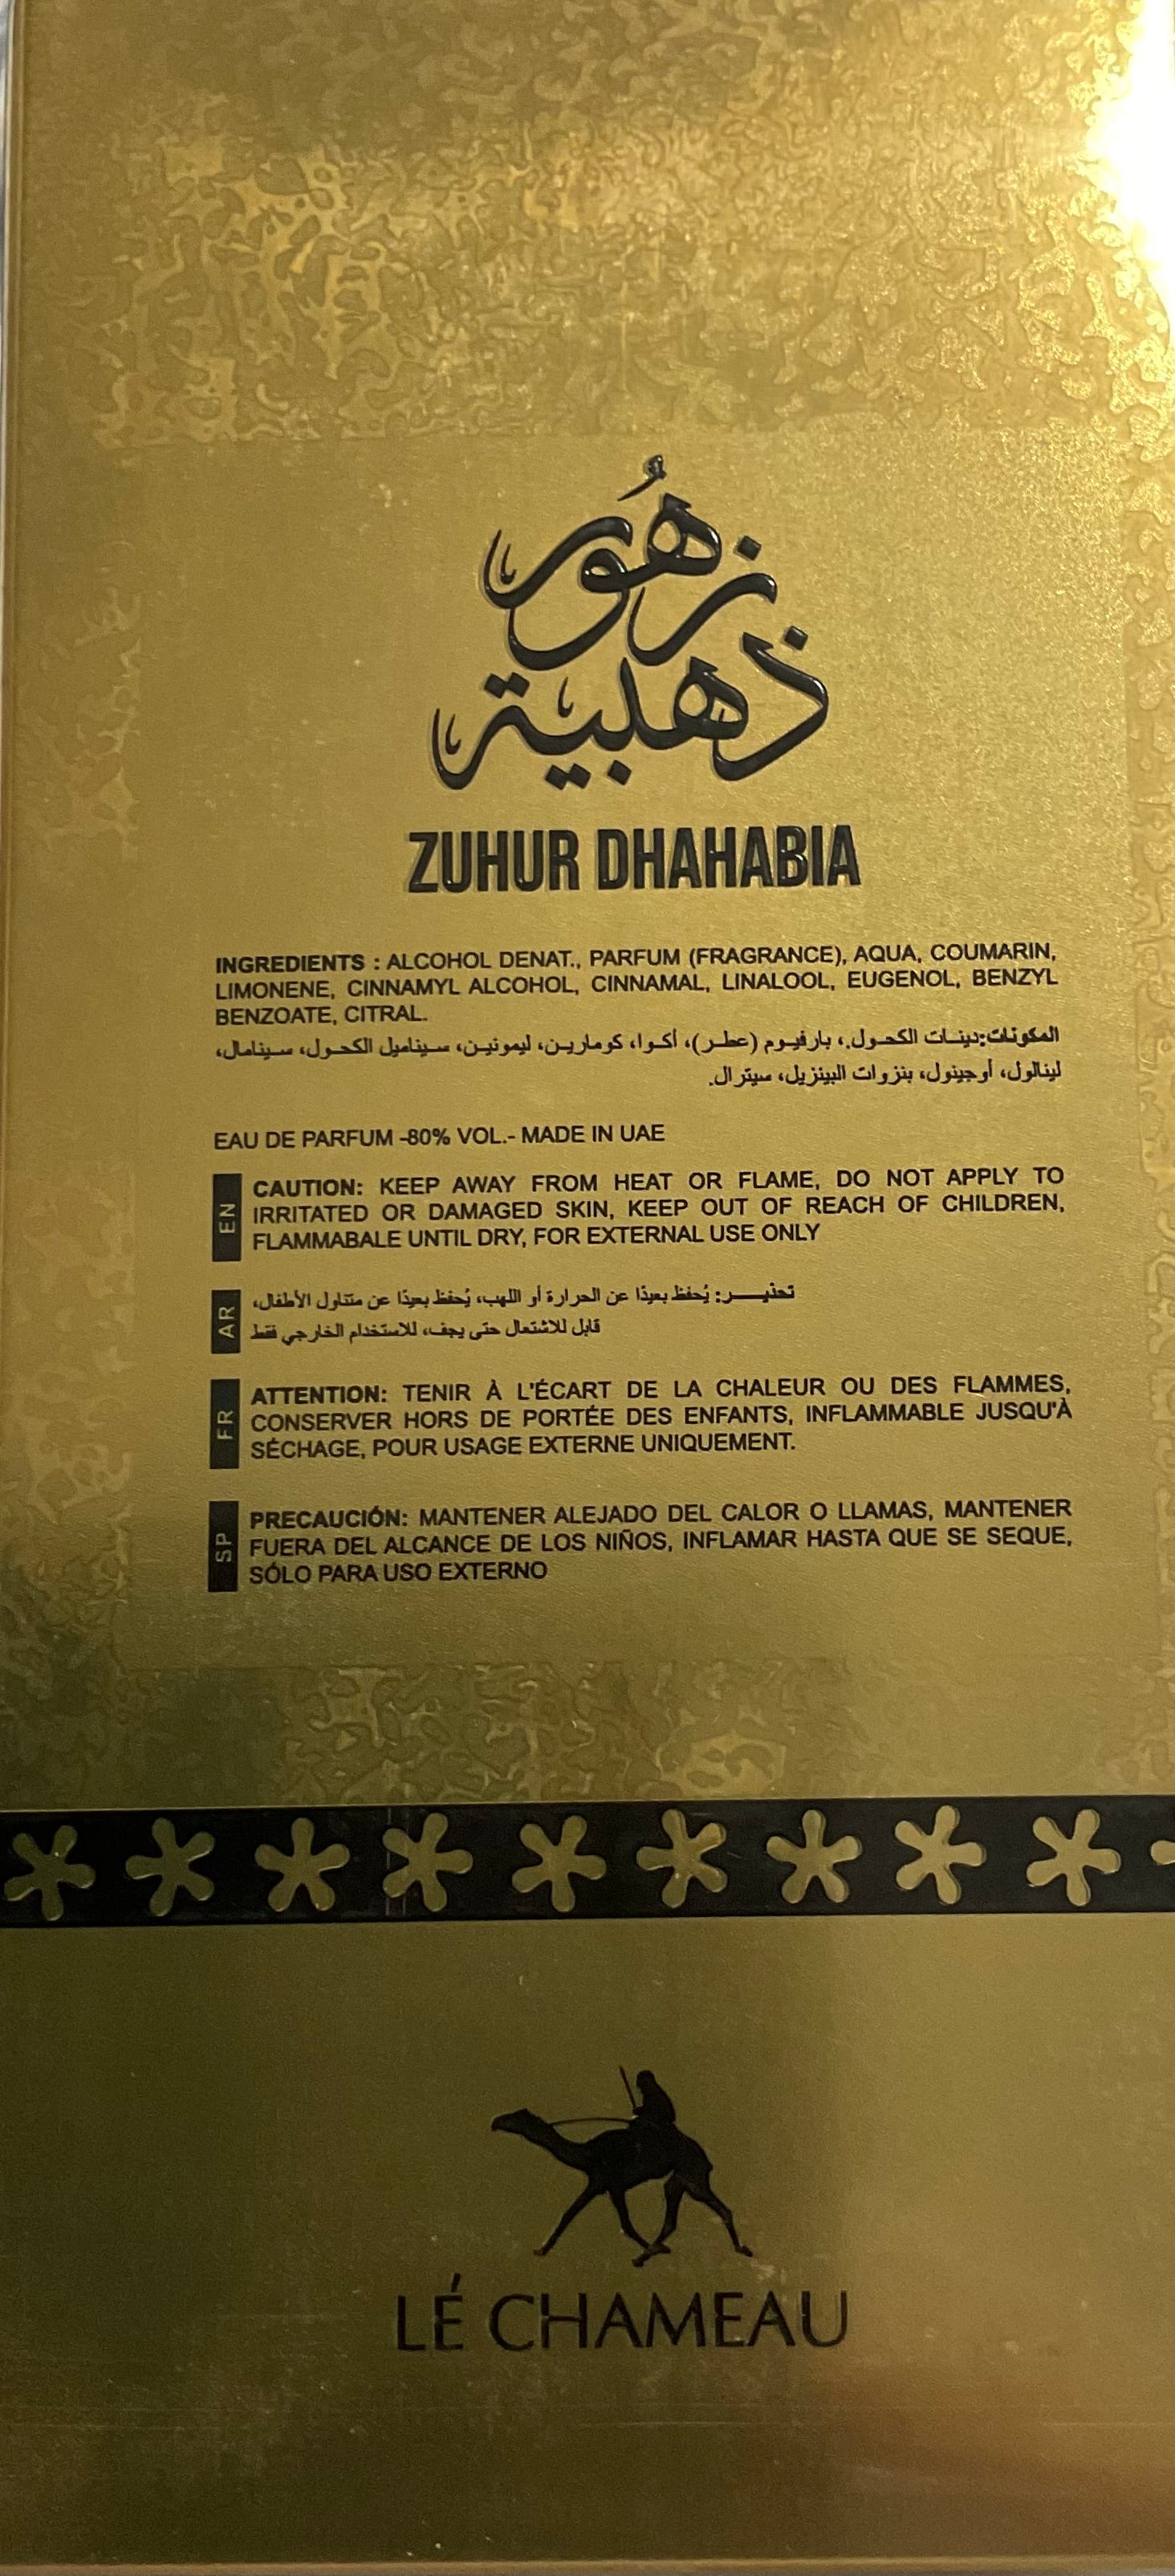 زهُور
ذهبية
ZUHUR DHAHABIA
INGREDIENTS : ALCOHOL DENAT., PARFUM (FRAGRANCE), AQUA, COUMARIN,
LIMONENE, CINNAMYL ALCOHOL, CINNAMAL, LINALOOL, EUGENOL, BENZYL
BENZOATE, CITRAL.
المكونات:دينات الكحول.، بارفيوم (عطر)، أكوا، كومارين، ليمونين، سيناميل الكحول، سينامال،
لينالول، أوجينول، بنزوات البينزيل، سيترال.
EAU DE PARFUM -80% VOL.- MADE IN UAE
EN
CAUTION: KEEP AWAY FROM HEAT OR FLAME, DO NOT APPLY TO
IRRITATED OR DAMAGED SKIN, KEEP OUT OF REACH OF CHILDREN,
FLAMMABALE UNTIL DRY, FOR EXTERNAL USE ONLY
AR
تحذير: يُحفظ بعيدًا عن الحرارة أو اللهب، يُحفظ بعيدًا عن متناول الأطفال،
قابل للاشتعال حتى يجف، للاستخدام الخارجي فقط
FR
ATTENTION: TENIR À L'ÉCART DE LA CHALEUR OU DES FLAMMES,
CONSERVER HORS DE PORTÉE DES ENFANTS, INFLAMMABLE JUSQU'À
SÉCHAGE, POUR USAGE EXTERNE UNIQUEMENT.
SP
PRECAUCIÓN: MANTENER ALEJADO DEL CALOR O LLAMAS, MANTENER
FUERA DEL ALCANCE DE LOS NIÑOS, INFLAMAR HASTA QUE SE SEQUE,
SÓLO PARA USO EXTERNO
LÉ CHAMEAU